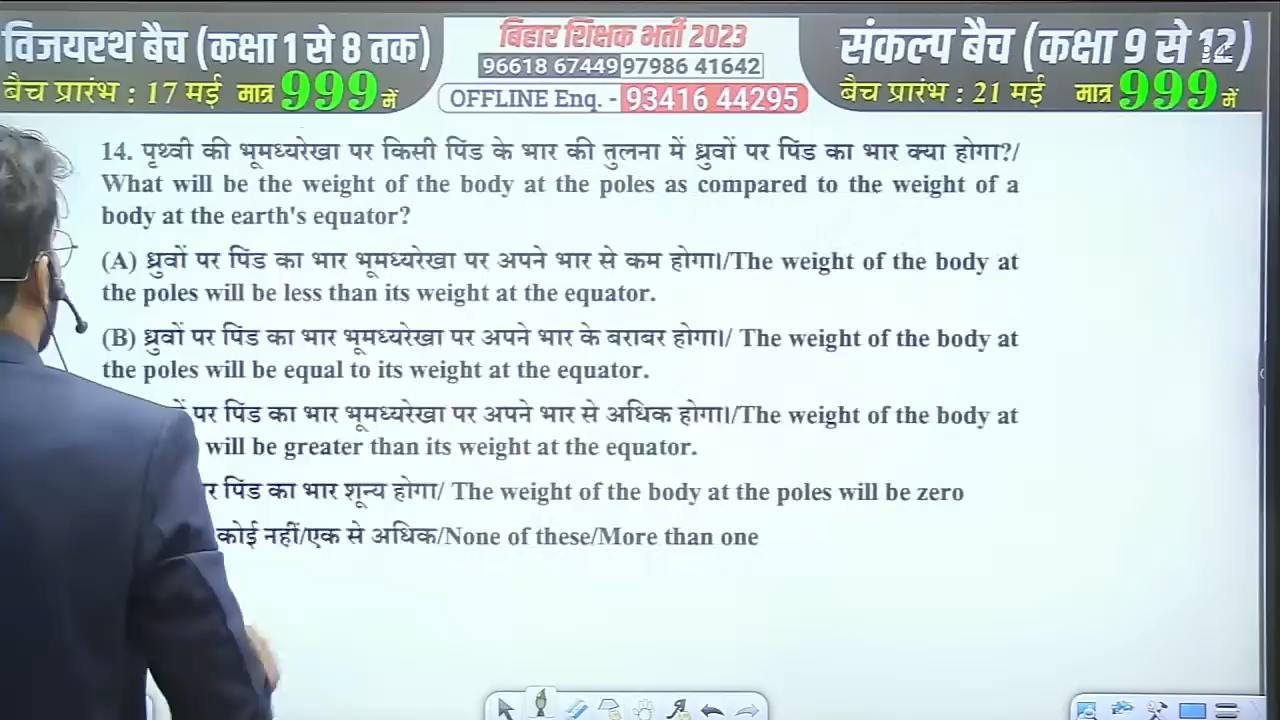 विजयरथ बैच (कक्षा 1 से 8 तक)
बैच प्रारंभ : 17 मई मात्र 999 में
बिहार शिक्षक भर्ती 2023
96618 67449 97986 41642
OFFLINE Enq. - 93416 44295
संकल्प बैच (कक्षा 9 से 12)
बैच प्रारंभ : 21 मई मात्र 999 में
14. पृथ्वी की भूमध्यरेखा पर किसी पिंड के भार की तुलना में ध्रुवों पर पिंड का भार क्या होगा?/
What will be the weight of the body at the poles as compared to the weight of a
body at the earth's equator?
(A) ध्रुवों पर पिंड का भार भूमध्यरेखा पर अपने भार से कम होगा।/The weight of the body at
the poles will be less than its weight at the equator.
(B) ध्रुवों पर पिंड का भार भूमध्यरेखा पर अपने भार के बराबर होगा।/ The weight of the body at
the poles will be equal to its weight at the equator.
पर पिंड का भार भूमध्यरेखा पर अपने भार से अधिक होगा।/The weight of the body at
will be greater than its weight at the equator.
पिंड का भार शून्य होगा/ The weight of the body at the poles will be zero
कोई नहीं/एक से अधिक/None of these/More than one